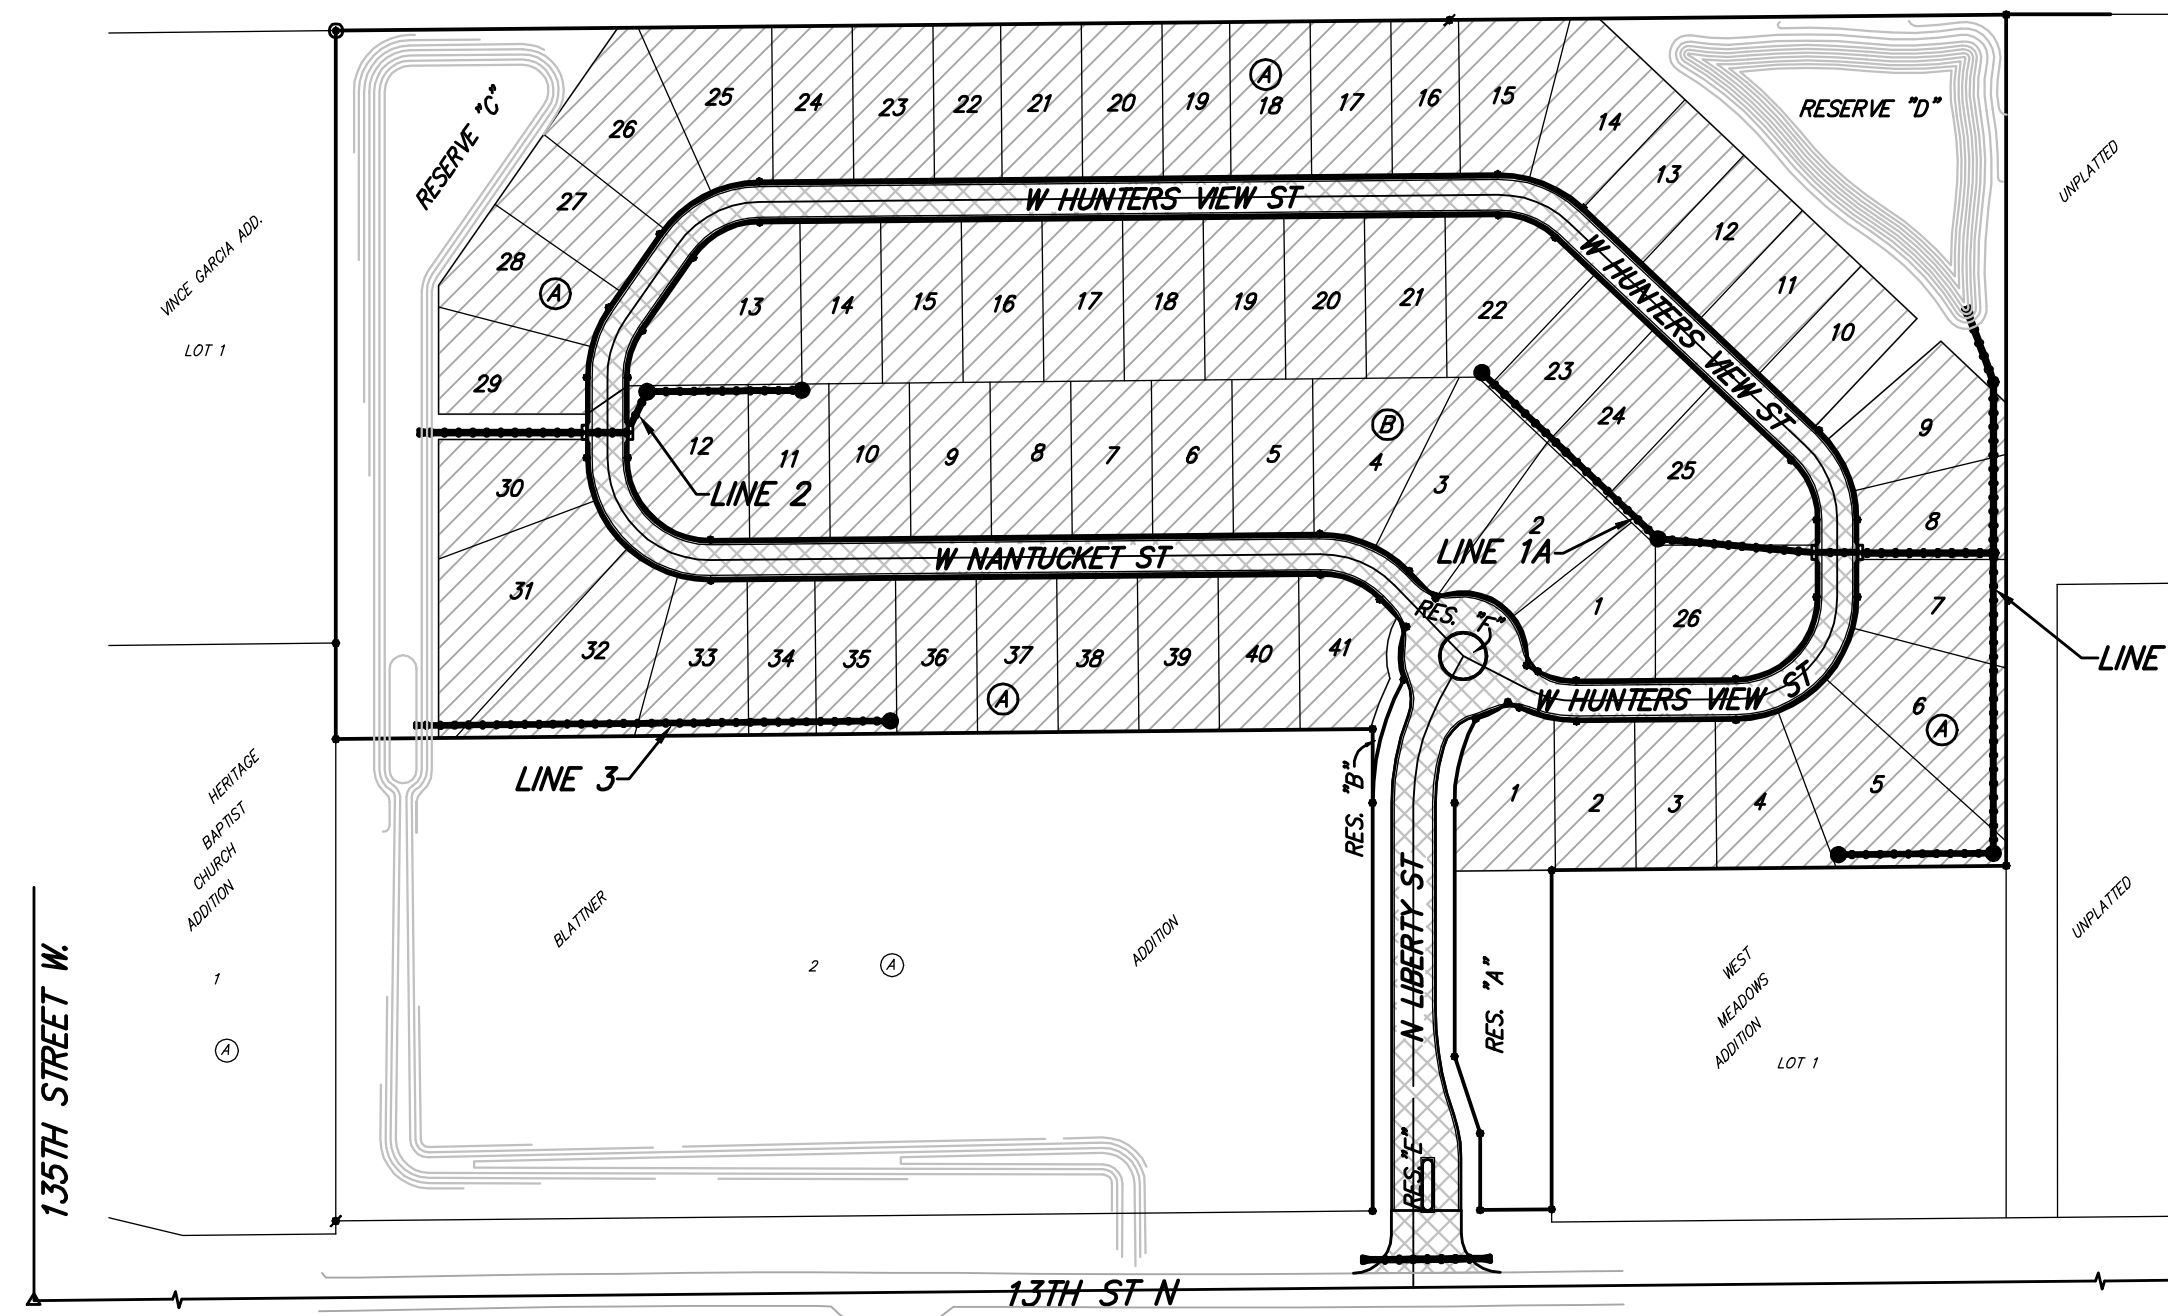 A
25
24
23
22
21
20
19
18
17
16
15
RESERVE "C"
26
14
RESERVE "D"
27
13
UNPLATTED
W HUNTERS VIEW ST
28
12
VINCE GARCIA ADD.
A
11
W HUNTERS VIEW ST
13
14
15
16
17
18
19
20
21
22
10
LOT 1
29
23
24
B
9
12
11
10
9
8
7
6
5
4
3
25
30
LINE 2
8
2
LINE 1A
W NANTUCKET ST
31
RES. "F"
1
26
7
32
33
34
35
36
37
38
39
40
41
LINE
A
W HUNTERS VIEW ST
6
A
LINE 3
RES. "B"
5
1
2
3
4
HERITAGE
BAPTIST
CHURCH
ADDITION
1
A
BLATTNER
ADDITION
2
A
N LIBERTY ST
RES. "A"
UNPLATTED
WEST
MEADOWS
ADDITION
LOT 1
135TH STREET W.
RES. "E"
13TH ST N